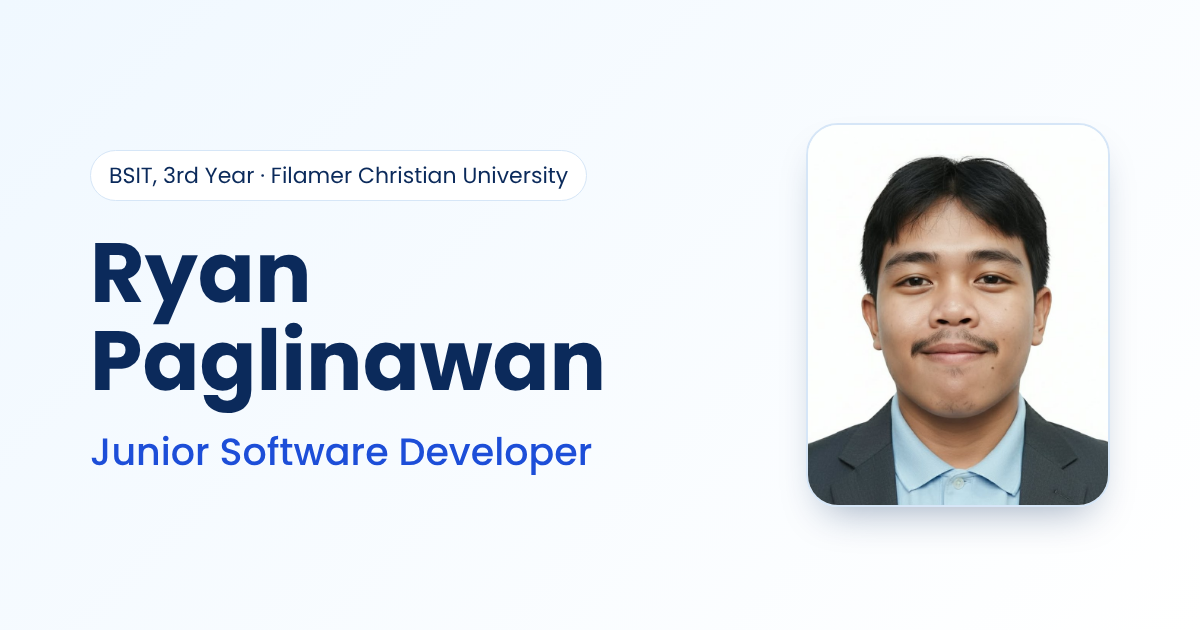 BSIT, 3rd Year · Filamer Christian University
Ryan
Paglinawan
Junior Software Developer